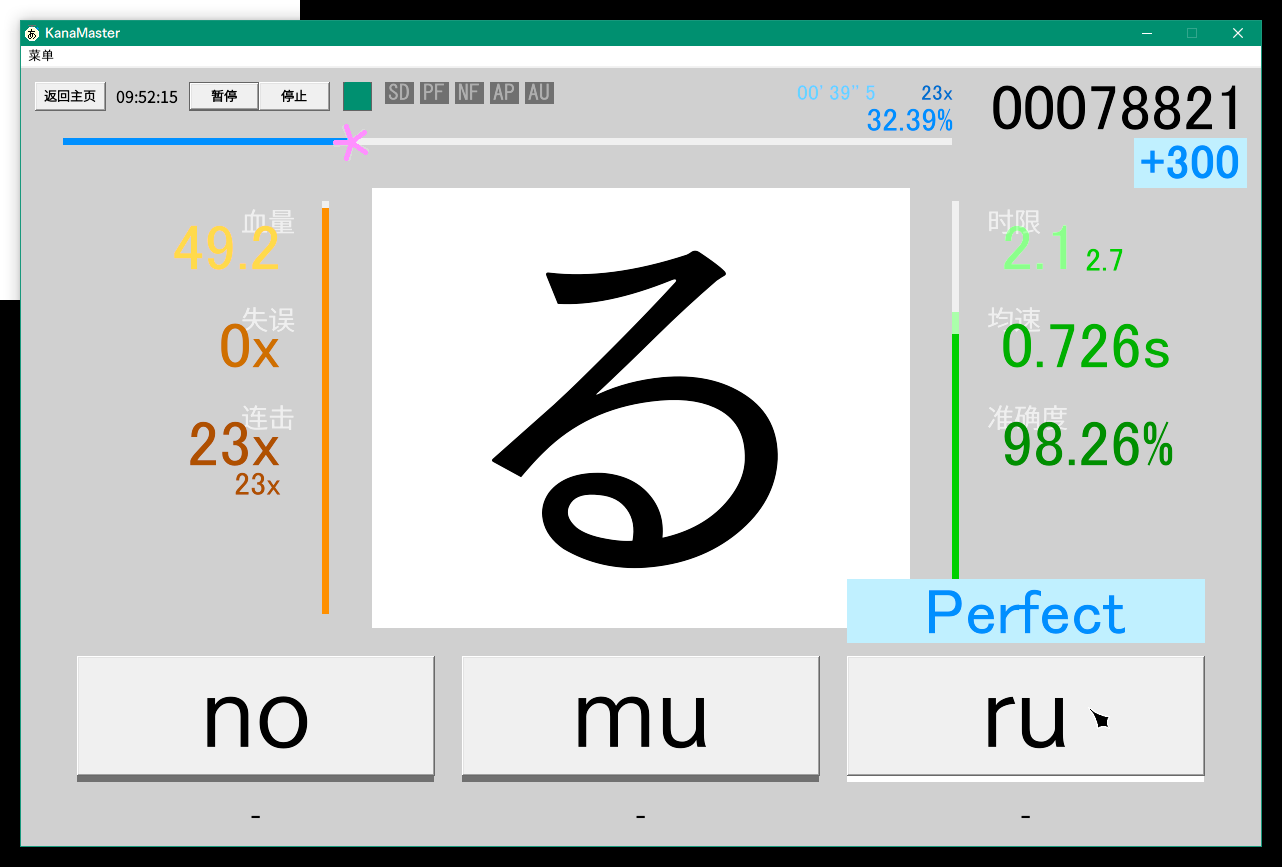 あ KanaMaster
菜单
返回主页 09:52:15 暂停 停止 SD PF NF AP AU 00' 39" 5 23x 00078821
32.39%
+300
血量 时限
49.2 2.1 2.7
失误 均速
0x 0.726s
连击 准确度
23x 98.26%
23x
る
Perfect
no mu ru
- - -